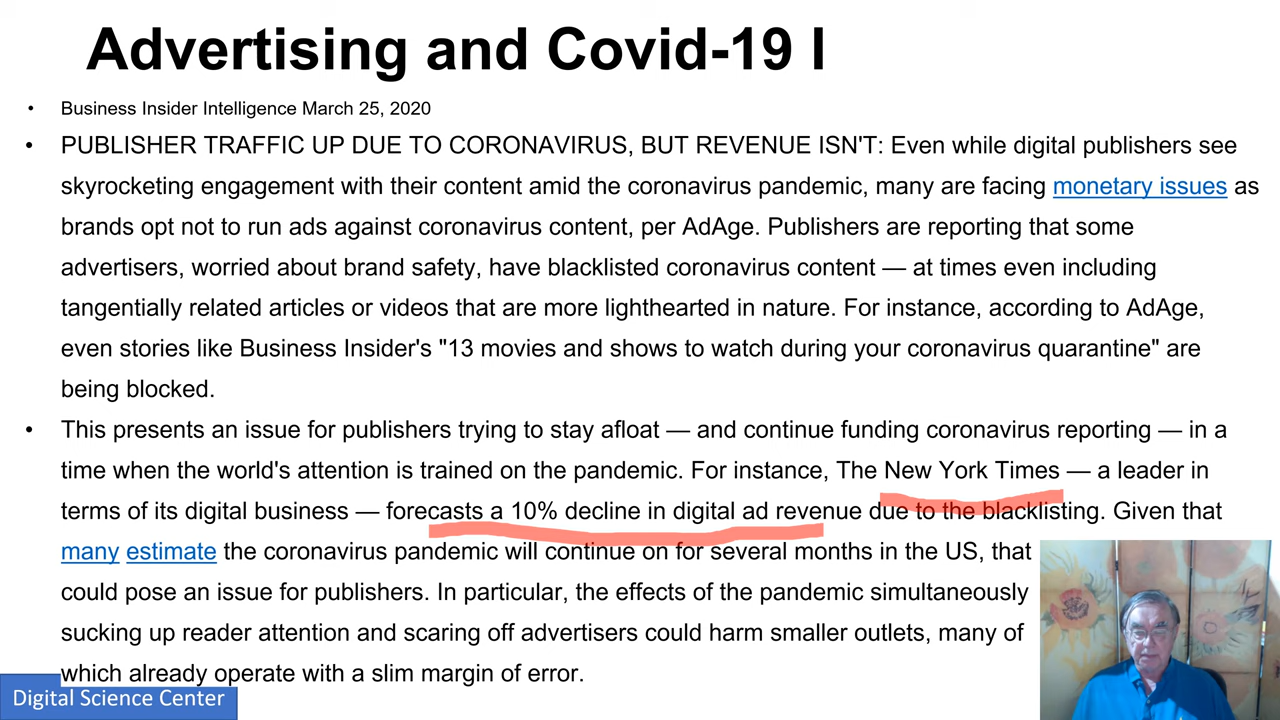 Advertising and Covid-19 I
• Business Insider Intelligence March 25, 2020
• PUBLISHER TRAFFIC UP DUE TO CORONAVIRUS, BUT REVENUE ISN'T: Even while digital publishers see
skyrocketing engagement with their content amid the coronavirus pandemic, many are facing monetary issues as
brands opt not to run ads against coronavirus content, per AdAge. Publishers are reporting that some
advertisers, worried about brand safety, have blacklisted coronavirus content — at times even including
tangentially related articles or videos that are more lighthearted in nature. For instance, according to AdAge,
even stories like Business Insider's "13 movies and shows to watch during your coronavirus quarantine" are
being blocked.
• This presents an issue for publishers trying to stay afloat — and continue funding coronavirus reporting — in a
time when the world's attention is trained on the pandemic. For instance, The New York Times — a leader in
terms of its digital business — forecasts a 10% decline in digital ad revenue due to the blacklisting. Given that
many estimate the coronavirus pandemic will continue on for several months in the US, that
could pose an issue for publishers. In particular, the effects of the pandemic simultaneously
sucking up reader attention and scaring off advertisers could harm smaller outlets, many of
which already operate with a slim margin of error.
Digital Science Center